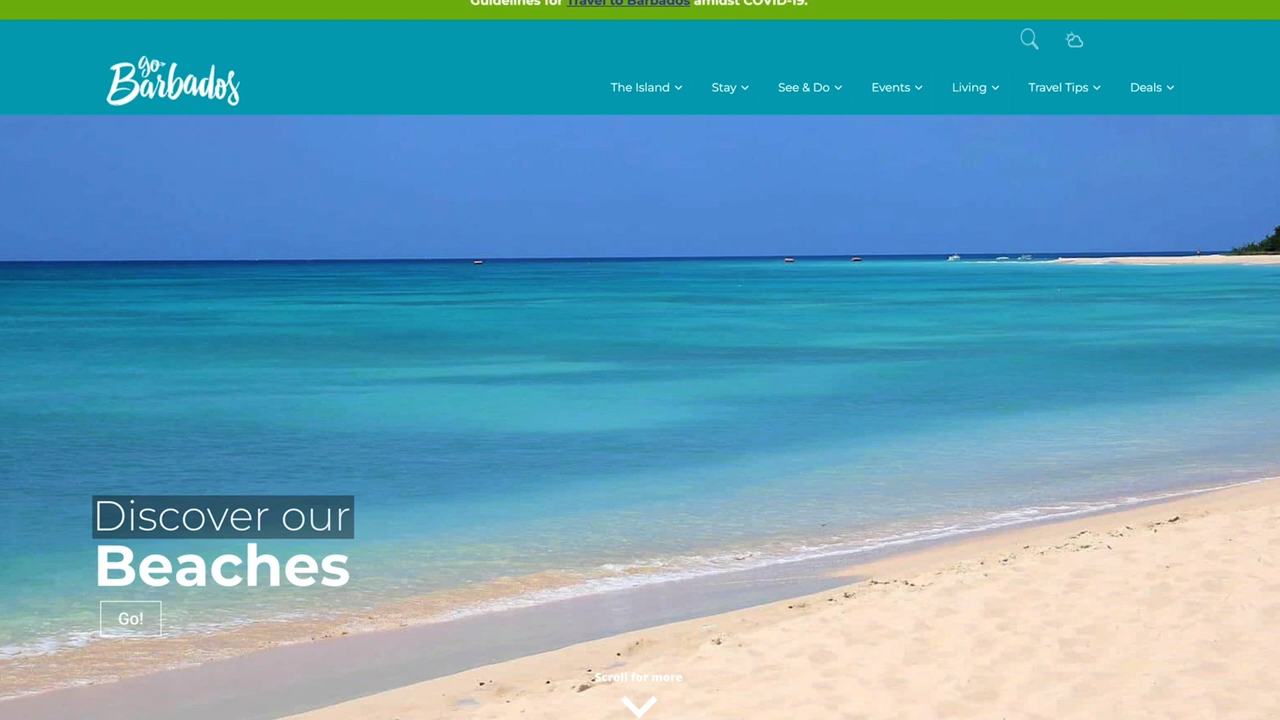 Guidelines for Travel to Barbados amidst COVID-19.
go
Barbados
The Island Stay See & Do Events Living Travel Tips Deals
Discover our
Beaches
Go!
Scroll for more